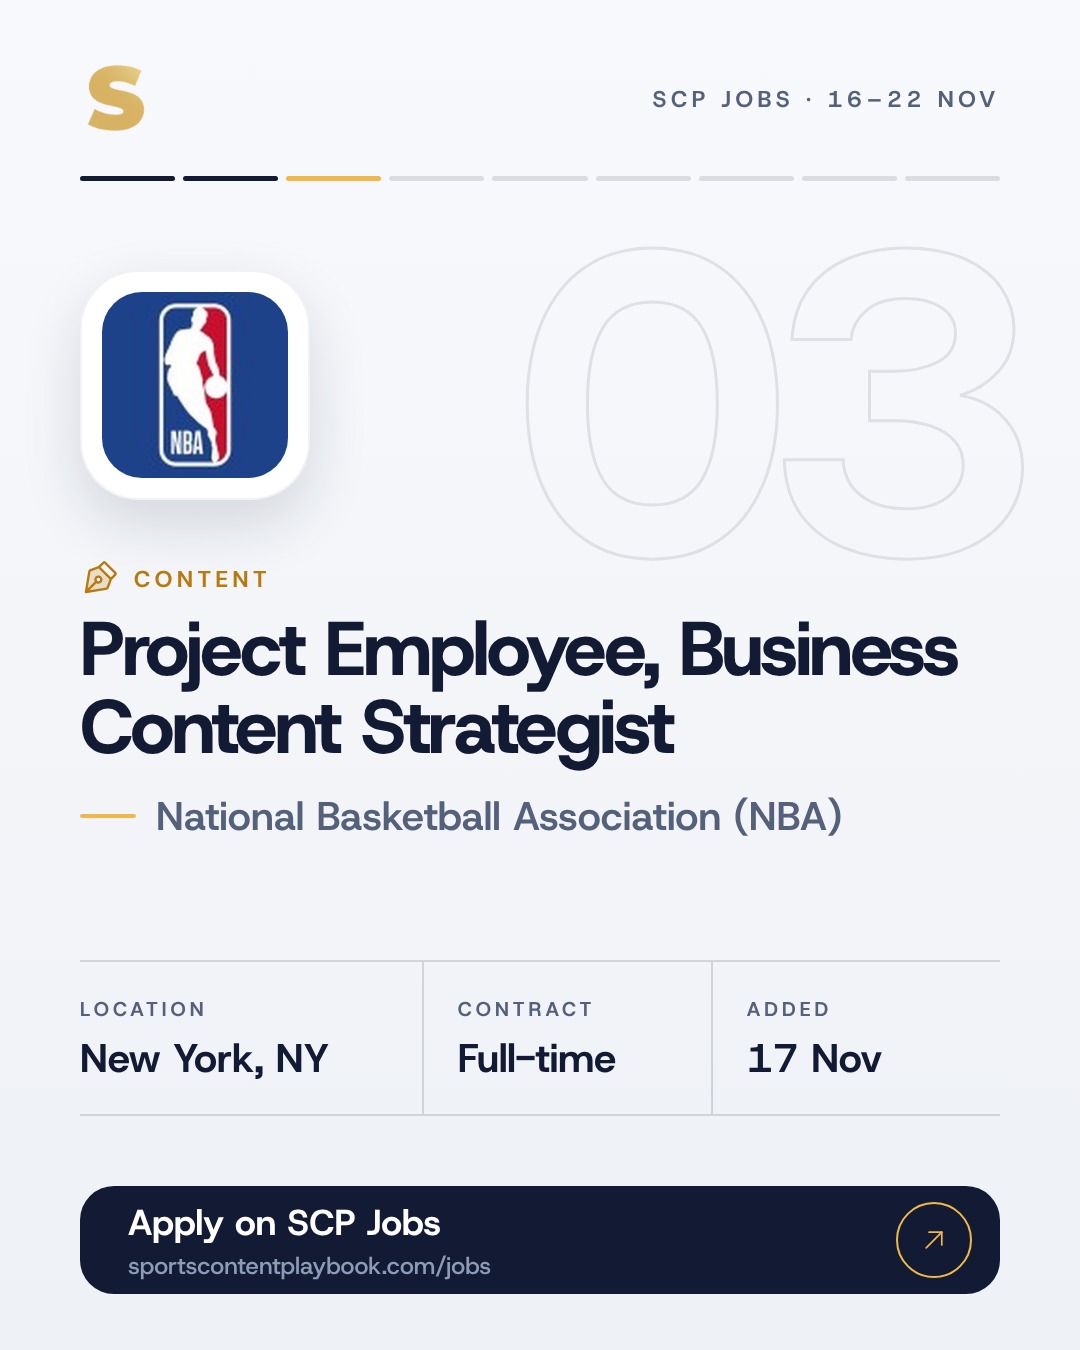 S
SCP JOBS · 16–22 NOV
03
NBA
CONTENT
Project Employee, Business
Content Strategist
National Basketball Association (NBA)
LOCATION
New York, NY
CONTRACT
Full-time
ADDED
17 Nov
Apply on SCP Jobs
sportscontentplaybook.com/jobs